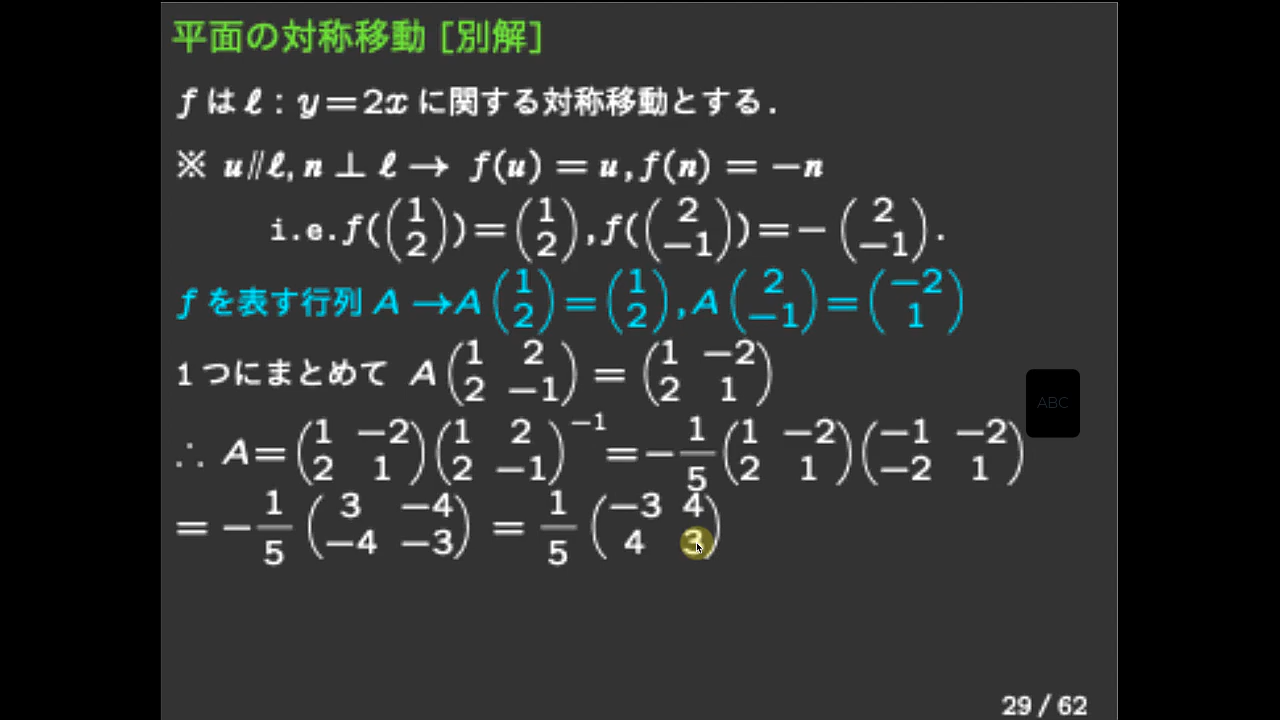 平面の対称移動 [別解]
f は ℓ : y = 2x に関する対称移動とする.
※ u // ℓ, n ⊥ ℓ → f(u) = u, f(n) = −n
i.e. f((1 2)) = (1 2), f((2 −1)) = −(2 −1).
f を表す行列 A → A (1 2) = (1 2), A (2 −1) = (−2 1)
1つにまとめて A (1 2 2 −1) = (1 −2 2 1)
∴ A = (1 −2 2 1)(1 2 2 −1)^−1 = −1/5 (1 −2 2 1)(−1 −2 −2 1)
= −1/5 (3 −4 −4 −3) = 1/5 (−3 4 4 3)
ABC
29 / 62